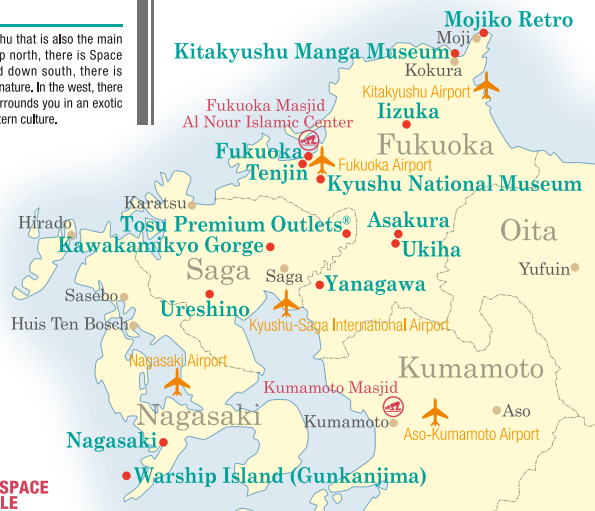 hu that is also the main
p north, there is Space
d down south, there is
nature. In the west, there
rrounds you in an exotic
tern culture.
Mojiko Retro
Moji
Kitakyushu Manga Museum
Kokura
Kitakyushu Airport
Fukuoka Masjid
Al Nour Islamic Center
Iizuka
Fukuoka
Fukuoka
Tenjin
Fukuoka Airport
Kyushu National Museum
Karatsu
Hirado
Tosu Premium Outlets®
Asakura
Oita
Kawakamikyo Gorge
Ukiha
Saga
Saga
Yufuin
Yanagawa
Sasebo
Ureshino
Huis Ten Bosch
Kyushu-Saga International Airport
Nagasaki Airport
Kumamoto
Kumamoto Masjid
Nagasaki
Kumamoto
Aso
Aso-Kumamoto Airport
Nagasaki
Warship Island (Gunkanjima)
SPACE
LE